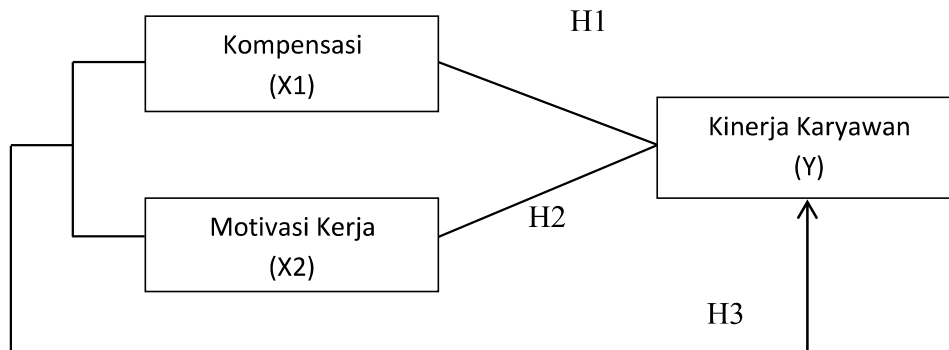 H1
Kompensasi
(X1)
Kinerja Karyawan
(Y)
Motivasi Kerja
(X2)
H2
H3